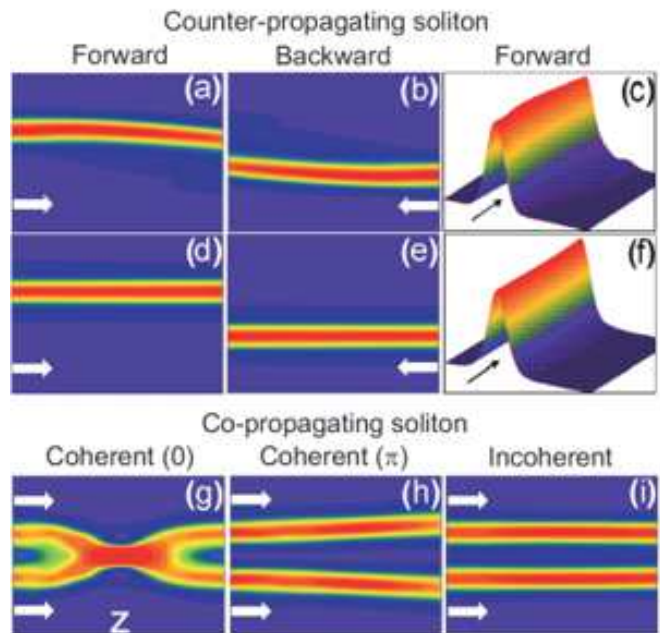 Counter-propagating soliton
Forward Backward Forward
(a) (b) (c)
(d) (e) (f)
Co-propagating soliton
Coherent (0) Coherent (π) Incoherent
(g) (h) (i)
Z